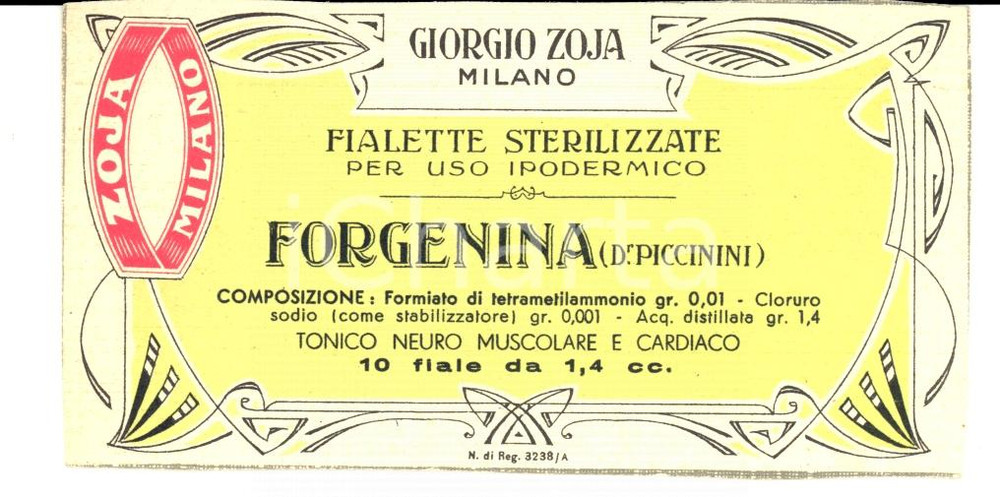 GIORGIO ZOJA
MILANO
ZOJA
MILANO
FIALETTE STERILIZZATE
PER USO IPODERMICO
FORGENINA (Dr. PICCININI)
COMPOSIZIONE: Formiato di tetrametilammonio gr. 0,01 - Cloruro
sodio (come stabilizzatore) gr. 0,001 - Acq. distillata gr. 1,4
TONICO NEURO MUSCOLARE E CARDIACO
10 fiale da 1,4 cc.
N. di Reg. 3238/A
iCharta